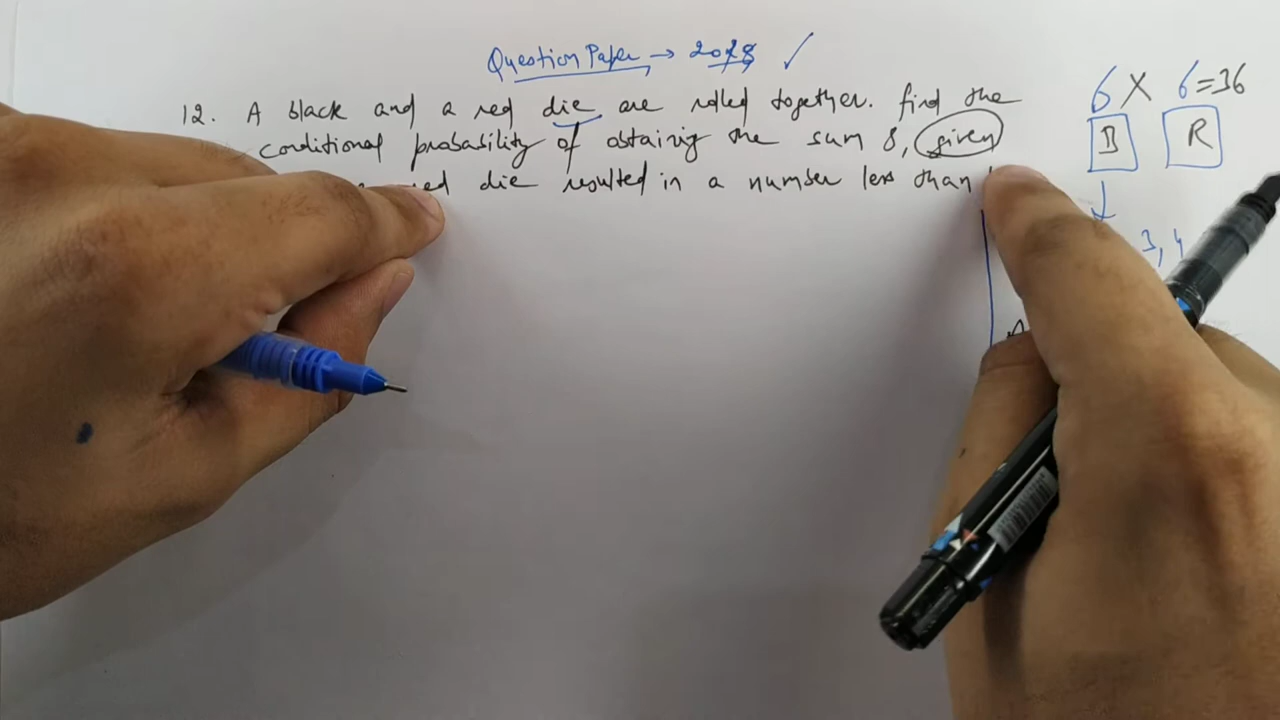 Question Paper → 2018 ✓
6 X 6 = 36
B R
12. A black and a red die are rolled together. find the
conditional probability of obtaining the sum 8, given
red die resulted in a number less than
3, 4